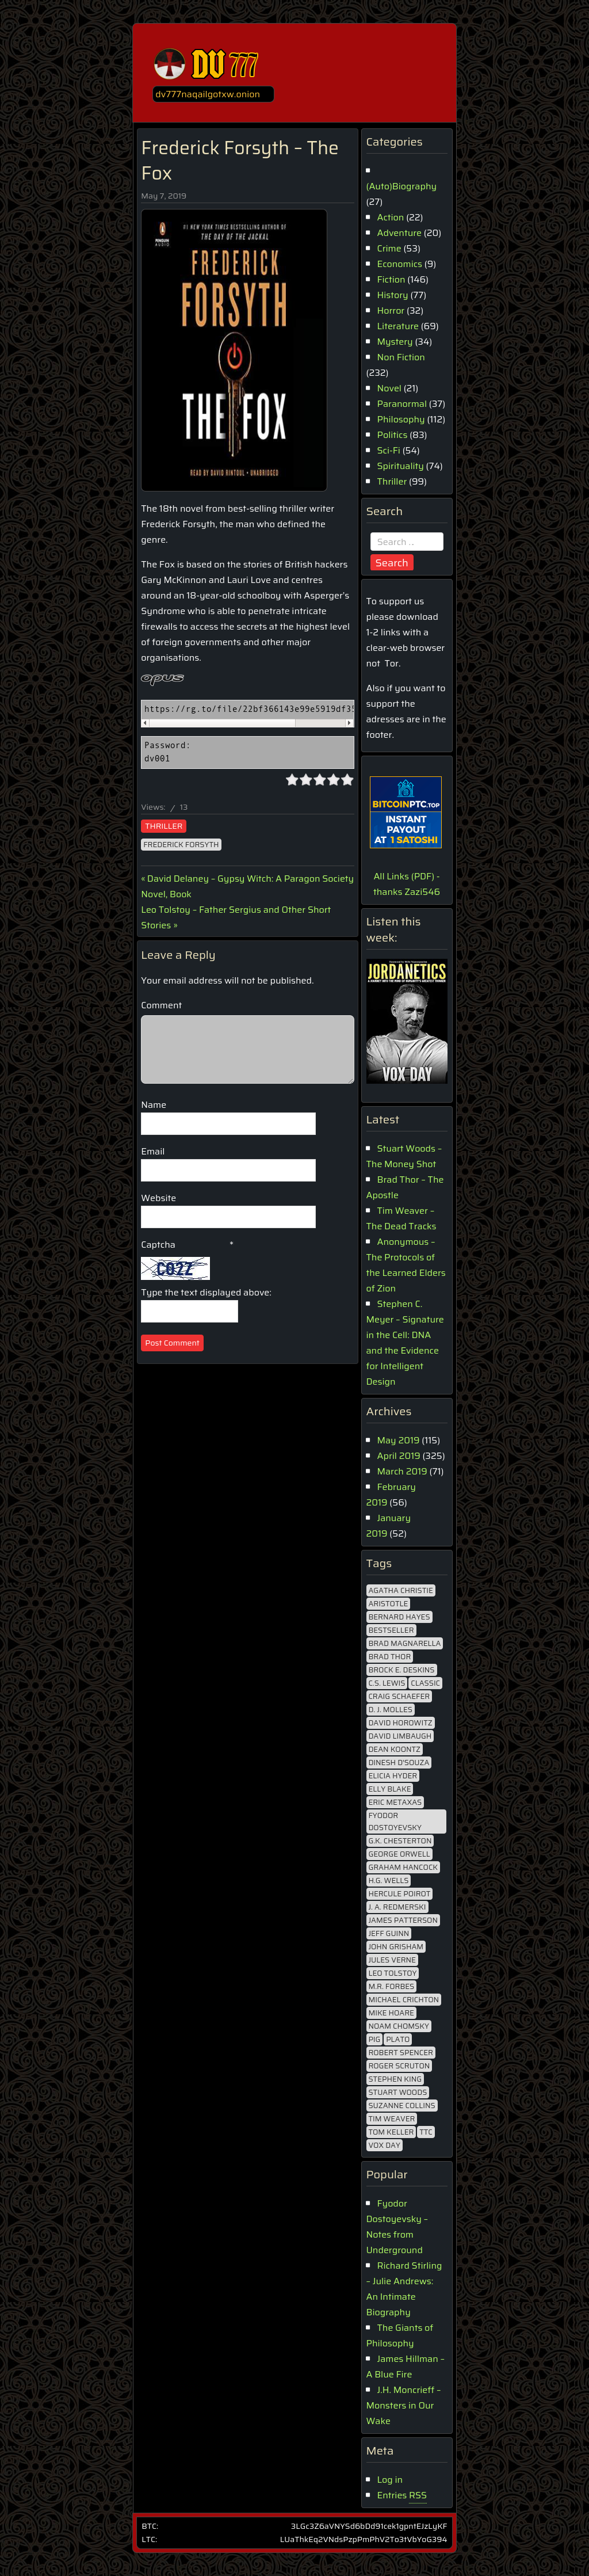 DV 777
dv777naqailgotxw.onion
Frederick Forsyth – The
Fox
May 7, 2019
PENGUIN
AUDIO
#1 NEW YORK TIMES BESTSELLING AUTHOR OF
THE DAY OF THE JACKAL
FREDERICK
FORSYTH
THE FOX
READ BY DAVID RINTOUL • UNABRIDGED
The 18th novel from best-selling thriller writer
Frederick Forsyth, the man who defined the
genre.
The Fox is based on the stories of British hackers
Gary McKinnon and Lauri Love and centres
around an 18-year-old schoolboy with Asperger's
Syndrome who is able to penetrate intricate
firewalls to access the secrets at the highest level
of foreign governments and other major
organisations.
opus
https://rg.to/file/22bf366143e99e5919df35
Password:
dv001
Views: / 13
THRILLER
FREDERICK FORSYTH
« David Delaney – Gypsy Witch: A Paragon Society
Novel, Book
Leo Tolstoy – Father Sergius and Other Short
Stories »
Leave a Reply
Your email address will not be published.
Comment
Name
Email
Website
Captcha *
C02Z
Type the text displayed above:
Post Comment
Categories
(Auto)Biography
(27)
Action (22)
Adventure (20)
Crime (53)
Economics (9)
Fiction (146)
History (77)
Horror (32)
Literature (69)
Mystery (34)
Non Fiction
(232)
Novel (21)
Paranormal (37)
Philosophy (112)
Politics (83)
Sci-Fi (54)
Spirituality (74)
Thriller (99)
Search
Search …
Search
To support us
please download
1-2 links with a
clear-web browser
not Tor.
Also if you want to
support the
adresses are in the
footer.
BITCOINPTC.TOP
INSTANT
PAYOUT
AT 1 SATOSHI
All Links (PDF) -
thanks Zazi546
Listen this
week:
JORDANETICS
VOX DAY
Latest
Stuart Woods –
The Money Shot
Brad Thor – The
Apostle
Tim Weaver –
The Dead Tracks
Anonymous –
The Protocols of
the Learned Elders
of Zion
Stephen C.
Meyer – Signature
in the Cell: DNA
and the Evidence
for Intelligent
Design
Archives
May 2019 (115)
April 2019 (325)
March 2019 (71)
February
2019 (56)
January
2019 (52)
Tags
AGATHA CHRISTIE
ARISTOTLE
BERNARD HAYES
BESTSELLER
BRAD MAGNARELLA
BRAD THOR
BROCK E. DESKINS
C.S. LEWIS CLASSIC
CRAIG SCHAEFER
D. J. MOLLES
DAVID HOROWITZ
DAVID LIMBAUGH
DEAN KOONTZ
DINESH D'SOUZA
ELICIA HYDER
ELLY BLAKE
ERIC METAXAS
FYODOR
DOSTOYEVSKY
G.K. CHESTERTON
GEORGE ORWELL
GRAHAM HANCOCK
H.G. WELLS
HERCULE POIROT
J. A. REDMERSKI
JAMES PATTERSON
JEFF GUINN
JOHN GRISHAM
JULES VERNE
LEO TOLSTOY
M.R. FORBES
MICHAEL CRICHTON
MIKE HOARE
NOAM CHOMSKY
PIG PLATO
ROBERT SPENCER
ROGER SCRUTON
STEPHEN KING
STUART WOODS
SUZANNE COLLINS
TIM WEAVER
TOM KELLER TTC
VOX DAY
Popular
Fyodor
Dostoyevsky –
Notes from
Underground
Richard Stirling
– Julie Andrews:
An Intimate
Biography
The Giants of
Philosophy
James Hillman –
A Blue Fire
J.H. Moncrieff –
Monsters in Our
Wake
Meta
Log in
Entries RSS
BTC: 3LGc3Z6aVNYSd6bDd91cek1gpntEJzLyKF
LTC: LUaThkEq2VNdsPzpPmPhV2To3tVbYoG394